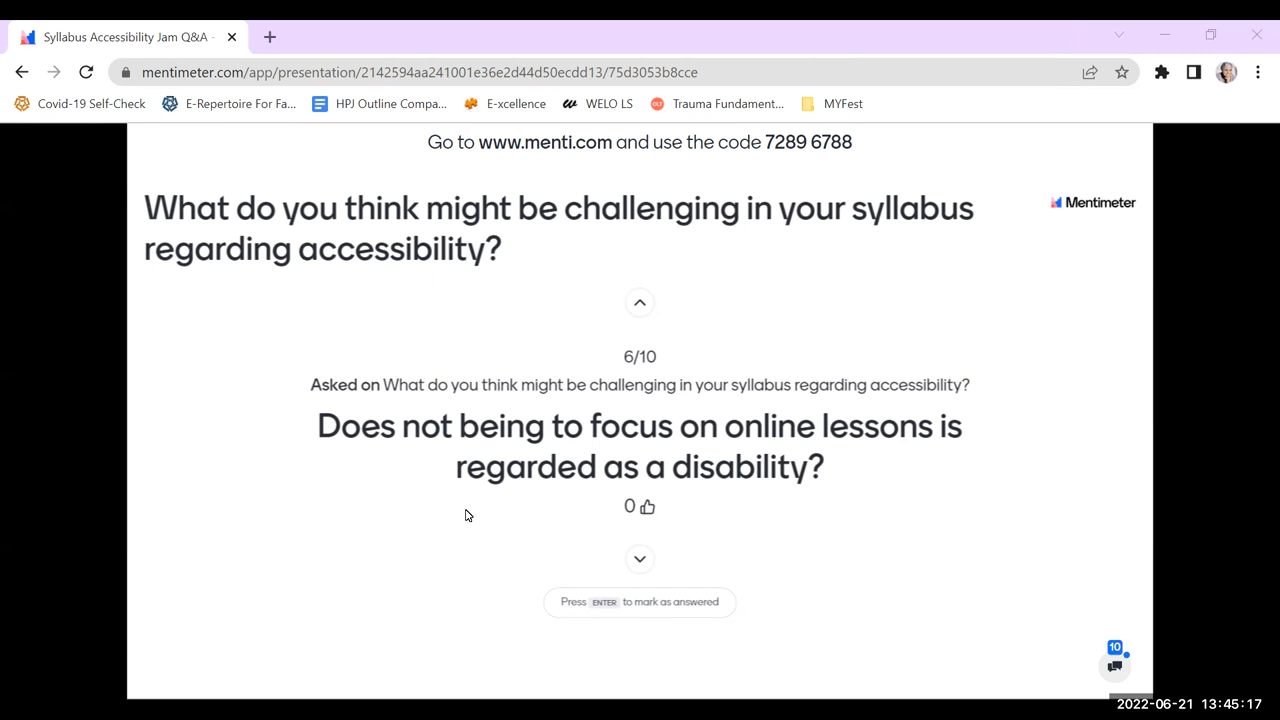 Syllabus Accessibility Jam Q&A -
mentimeter.com/app/presentation/2142594aa241b01e36e2d44d50ecdd13/75d3053b8cce
Covid-19 Self-Check E-Repertoire For Fa... HPJ Outline Compa... E-xcellence WELO LS Trauma Fundament... MYFest
Go to www.menti.com and use the code 7289 6788
What do you think might be challenging in your syllabus
regarding accessibility?
Mentimeter
6/10
Asked on What do you think might be challenging in your syllabus regarding accessibility?
Does not being to focus on online lessons is
regarded as a disability?
0
Press ENTER to mark as answered
10
2022-06-21 13:45:17